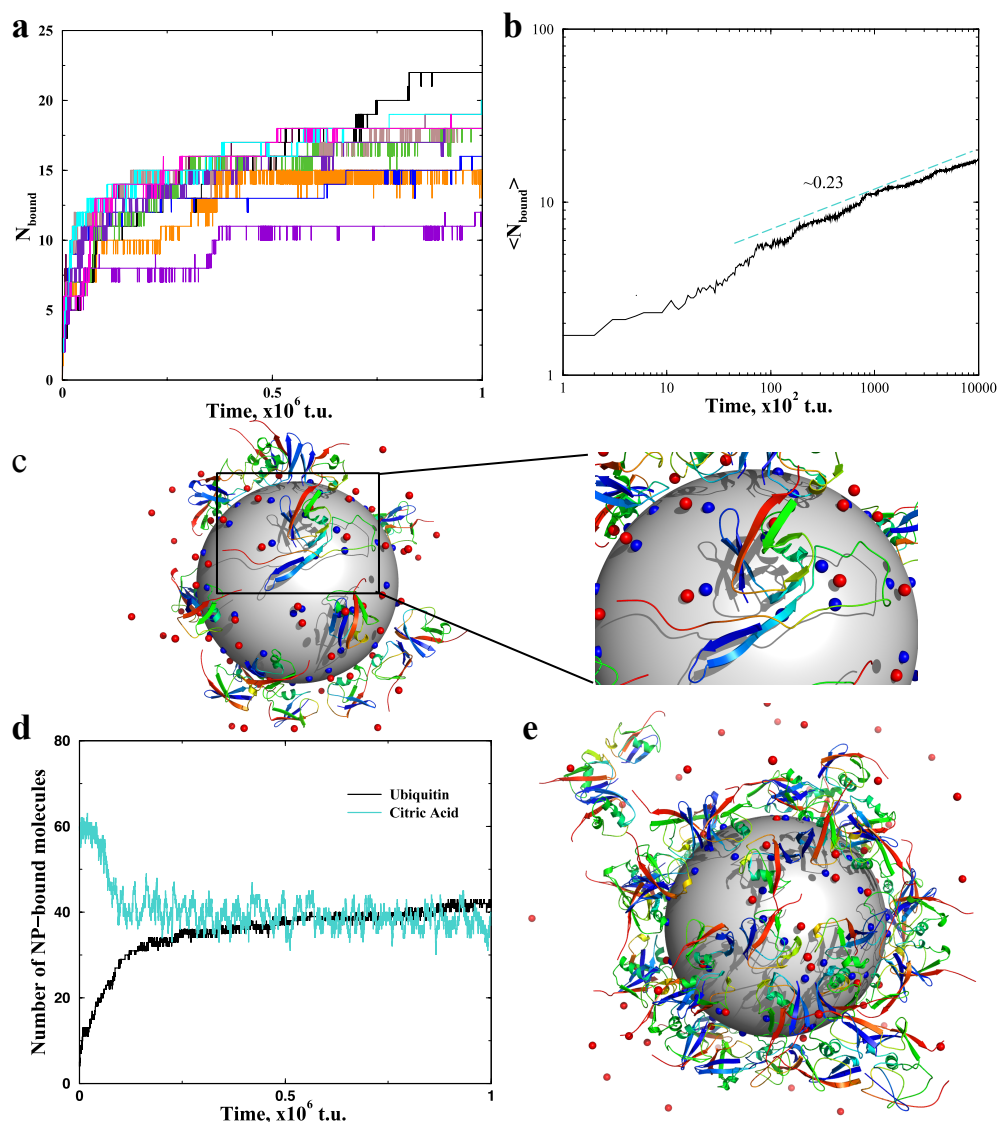 a
N_bound
25
20
15
10
5
0
0
0.5
1
Time, x10^6 t.u.
b
<N_bound>
100
10
1
~0.23
1
10
100
1000
10000
Time, x10^2 t.u.
c
d
Number of NP-bound molecules
80
60
40
20
0
Ubiquitin
Citric Acid
0
0.5
1
Time, x10^6 t.u.
e